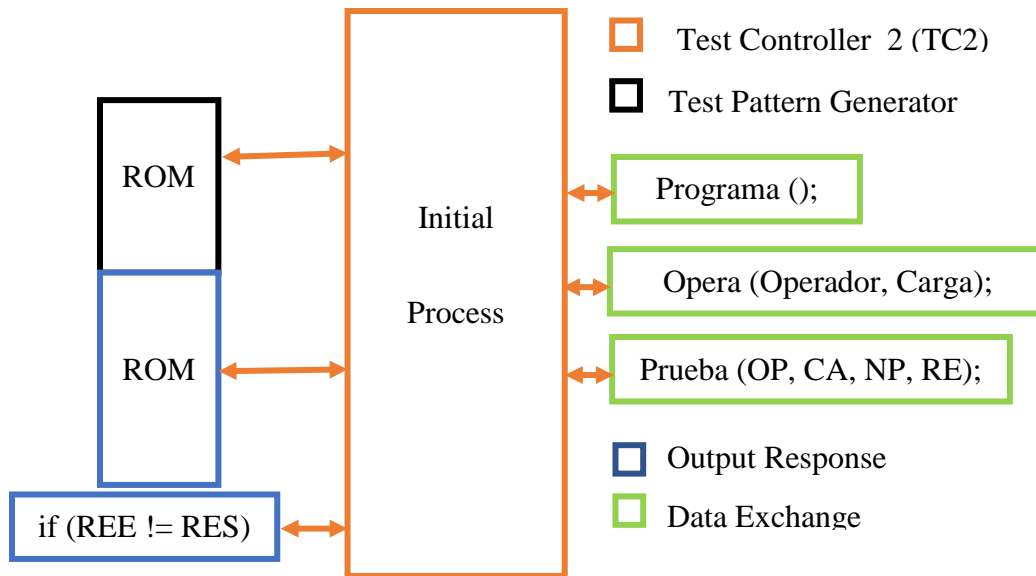 Test Controller 2 (TC2)
Test Pattern Generator
ROM
Initial
Process
Programa ();
Opera (Operador, Carga);
ROM
Prueba (OP, CA, NP, RE);
Output Response
if (REE != RES)
Data Exchange